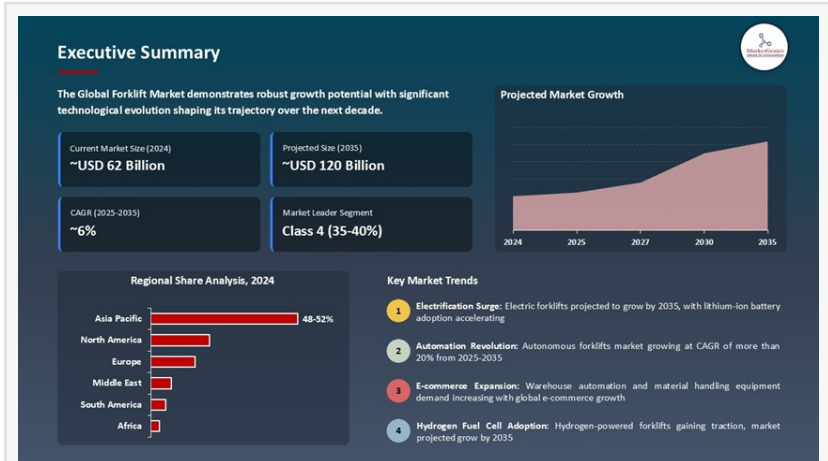 Executive Summary
MarketGenics
The Global Forklift Market demonstrates robust growth potential with significant
technological evolution shaping its trajectory over the next decade.
Current Market Size (2024)
~USD 62 Billion
Projected Size (2035)
~USD 120 Billion
CAGR (2025-2035)
~6%
Market Leader Segment
Class 4 (35-40%)
Projected Market Growth
2024 2025 2027 2030 2035
Regional Share Analysis, 2024
Asia Pacific 48-52%
North America
Europe
Middle East
South America
Africa
Key Market Trends
1 Electrification Surge: Electric forklifts projected to grow by 2035, with lithium-ion battery
adoption accelerating
2 Automation Revolution: Autonomous forklifts market growing at CAGR of more than
20% from 2025-2035
3 E-commerce Expansion: Warehouse automation and material handling equipment
demand increasing with global e-commerce growth
4 Hydrogen Fuel Cell Adoption: Hydrogen-powered forklifts gaining traction, market
projected grow by 2035